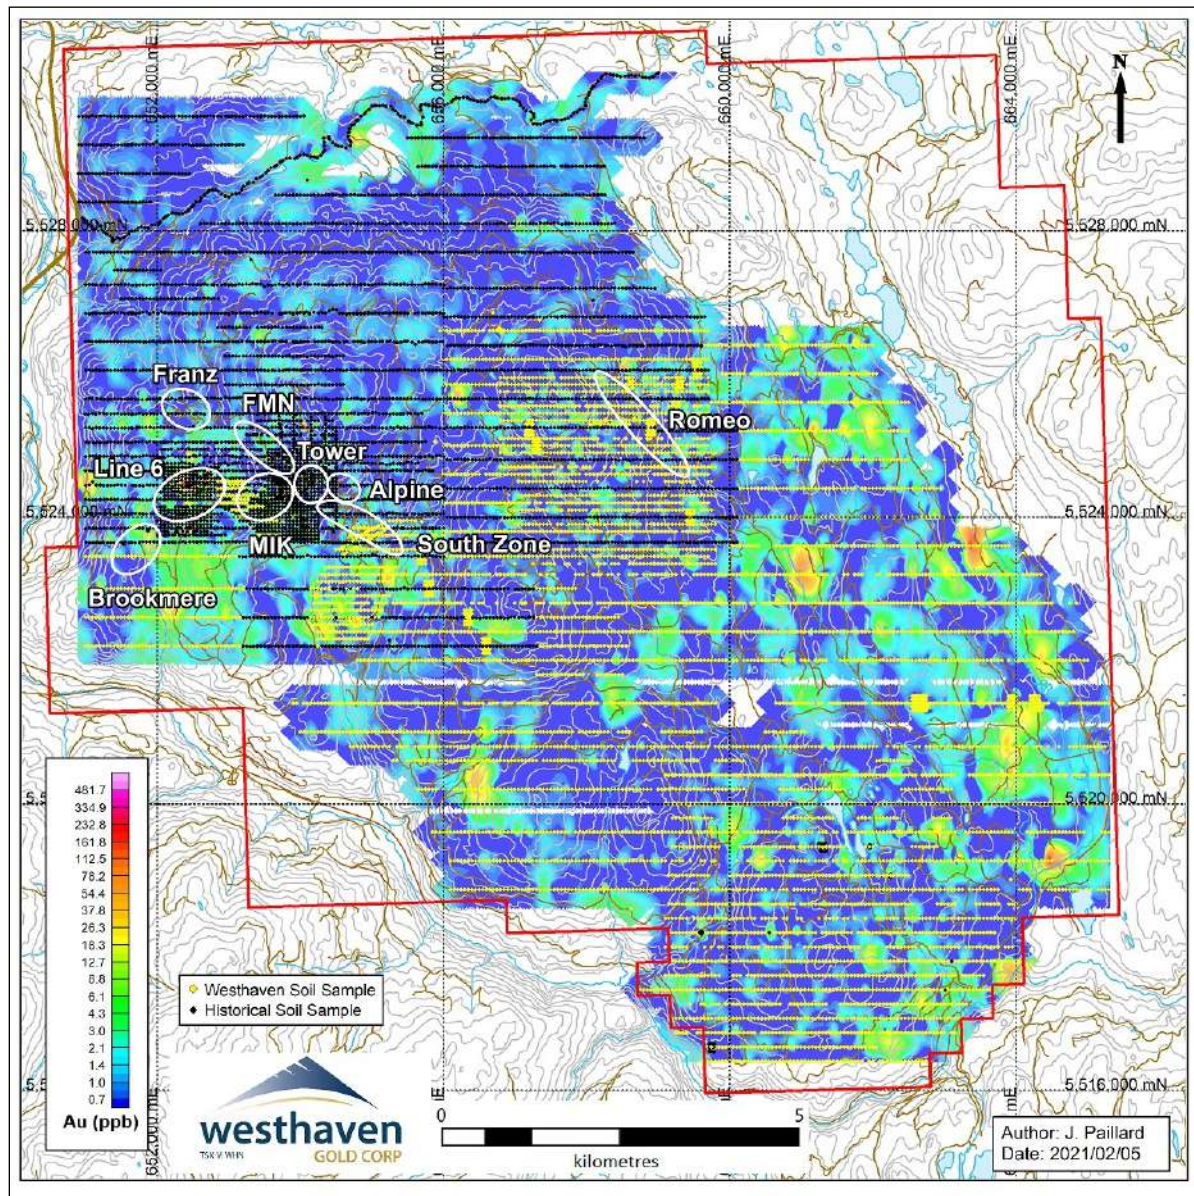 652,000 mE
656,000 mE
660,000 mE
664,000 mE
N
5,528,000 mN
5,528,000 mN
Franz
FMN
Tower
Romeo
Line 6
Alpine
5,524,000 mN
5,524,000 mN
MIK
South Zone
Brookmere
481.7
334.9
232.8
161.8
112.5
78.2
54.4
37.8
26.3
18.3
12.7
8.8
6.1
4.3
3.0
2.1
1.4
1.0
0.7
Au (ppb)
5,520,000 mN
Westhaven Soil Sample
Historical Soil Sample
5,516,000 mN
westhaven
GOLD CORP
652,000 mE
0
5
kilometres
Author: J. Paillard
Date: 2021/02/05